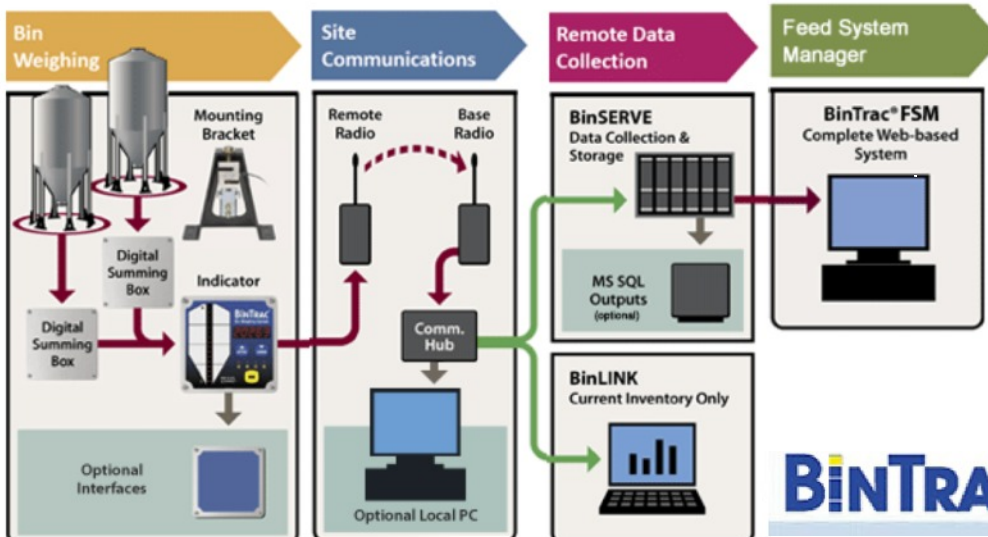 Bin
Weighing
Site
Communications
Remote Data
Collection
Feed System
Manager
Mounting
Bracket
Digital
Summing
Box
Digital
Summing
Box
Indicator
BINTRAC
Optional
Interfaces
Remote
Radio
Base
Radio
Comm.
Hub
Optional Local PC
BinSERVE
Data Collection &
Storage
MS SQL
Outputs
(optional)
BinLINK
Current Inventory Only
BinTrac® FSM
Complete Web-based
System
BINTRA